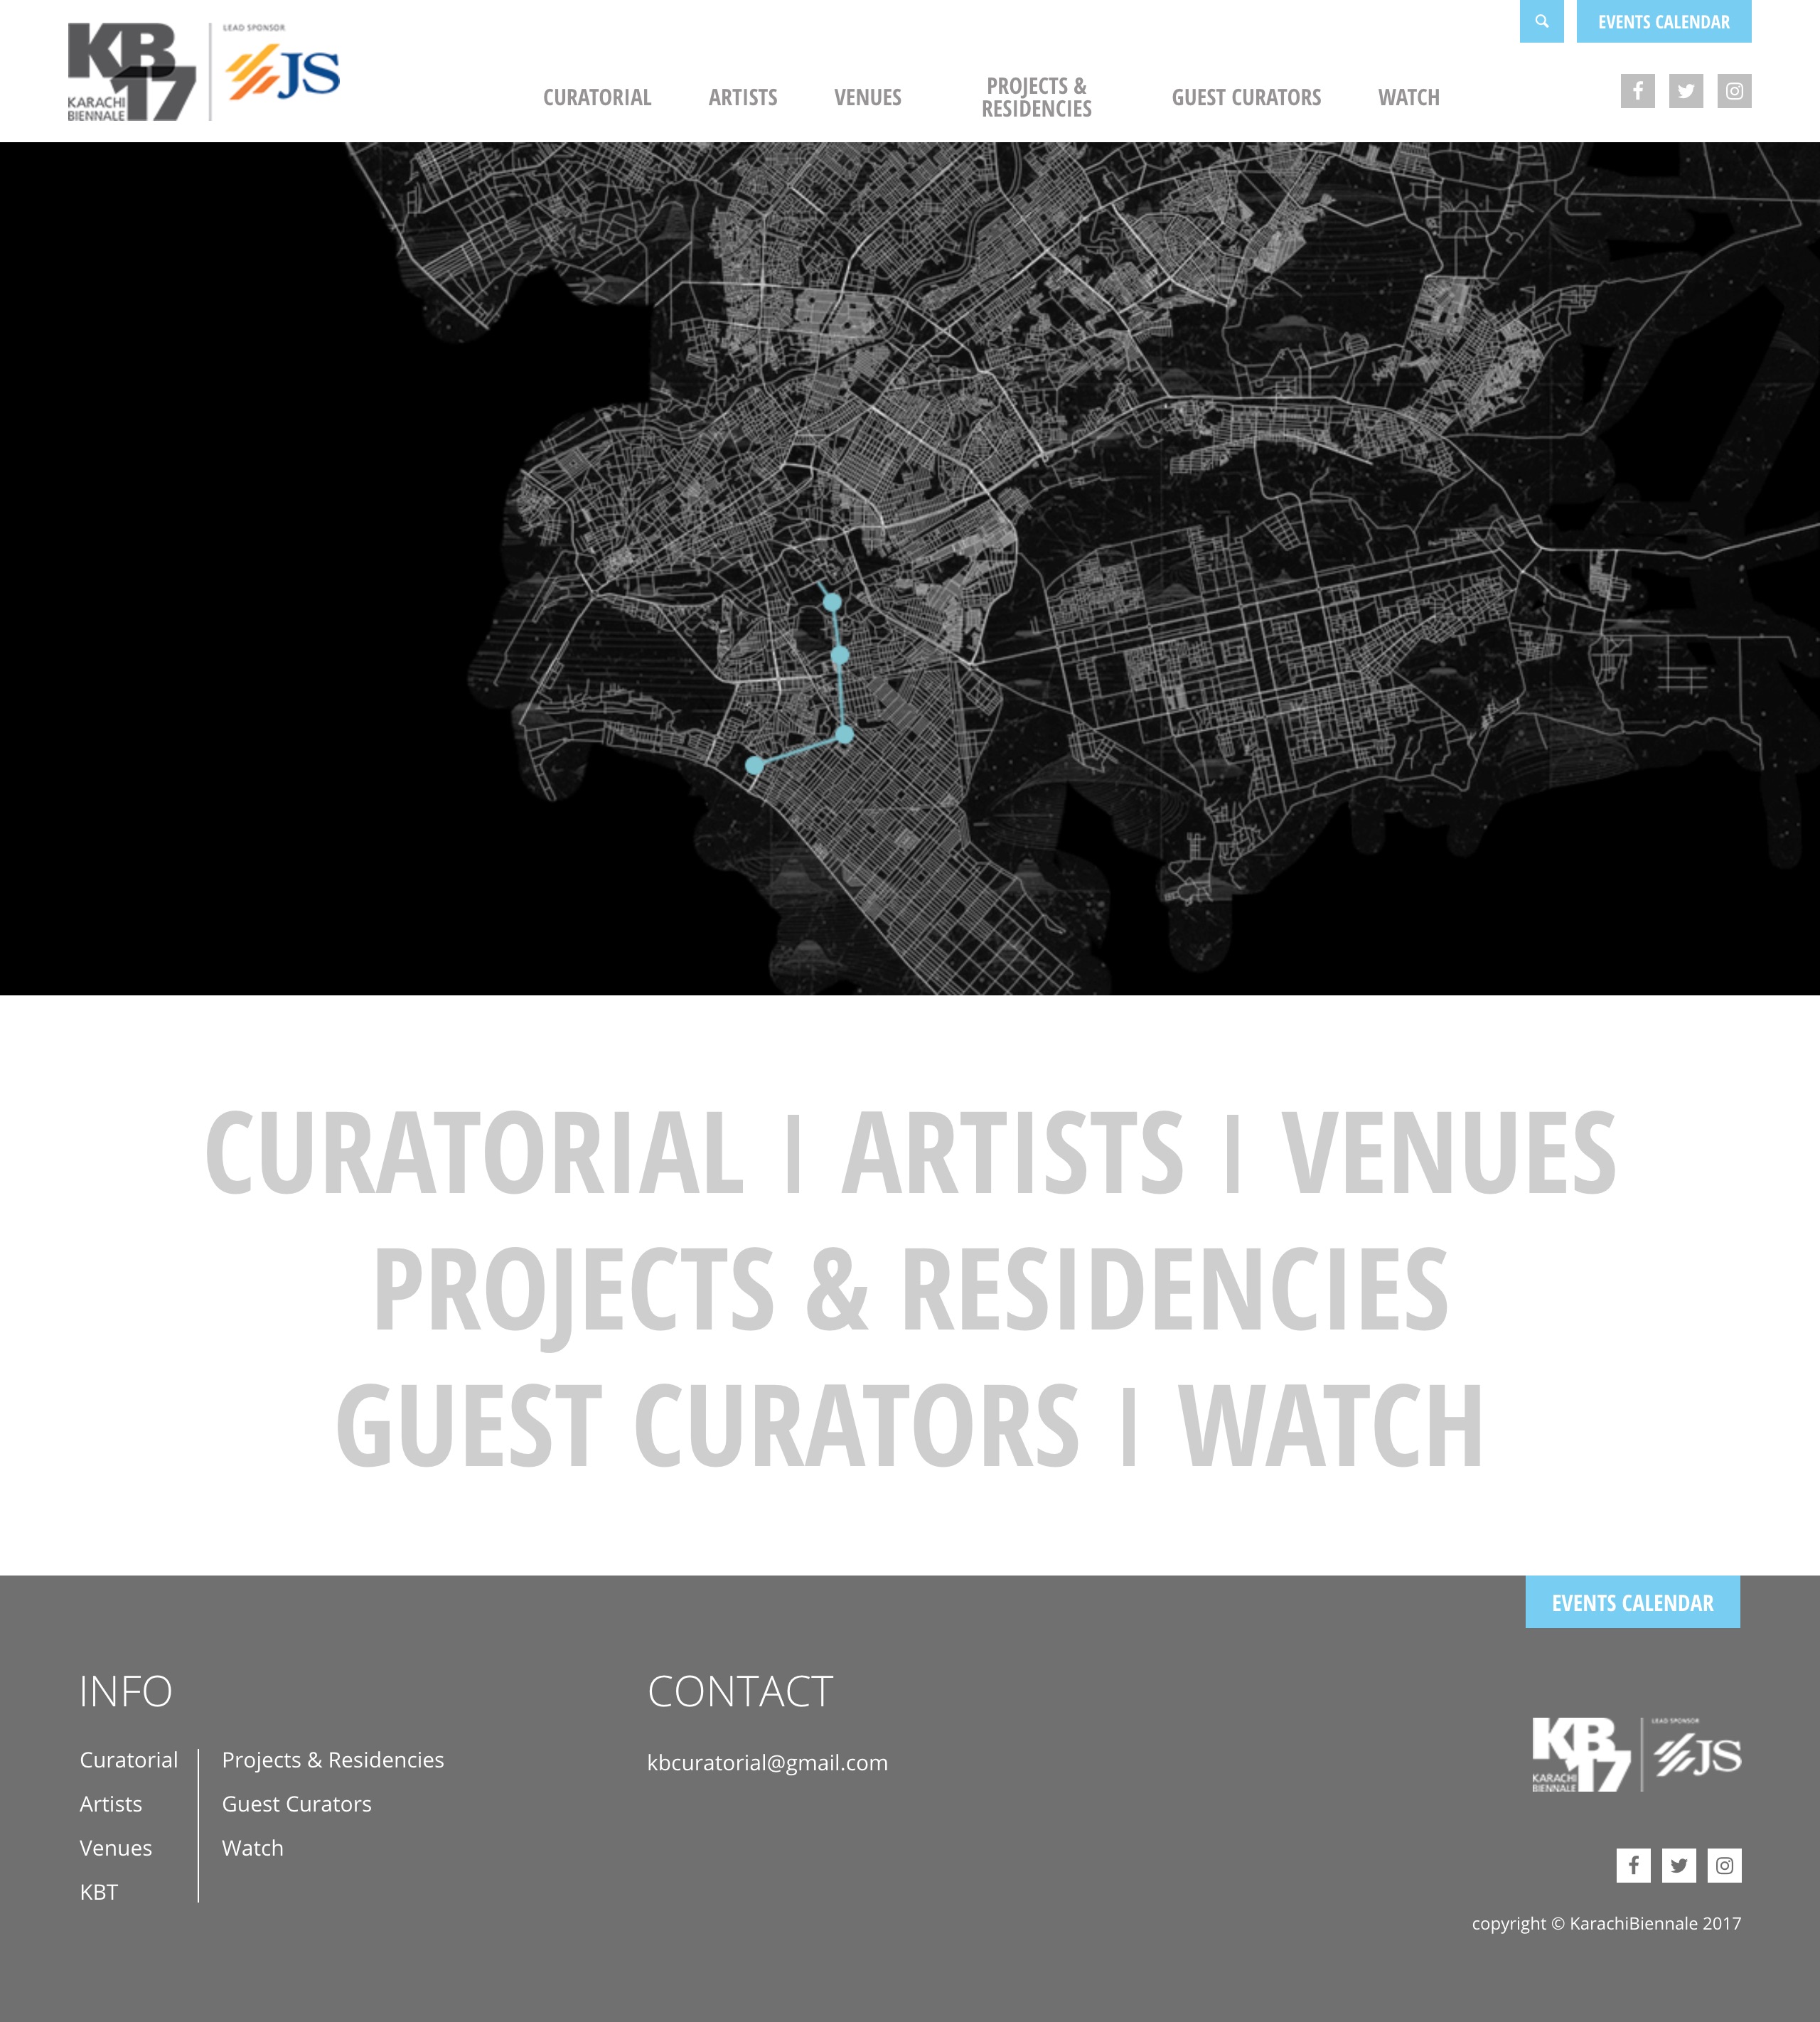 KB
17
KARACHI
BIENNALE
LEAD SPONSOR
JS
EVENTS CALENDAR
CURATORIAL
ARTISTS
VENUES
PROJECTS &
RESIDENCIES
GUEST CURATORS
WATCH
CURATORIAL | ARTISTS | VENUES
PROJECTS & RESIDENCIES
GUEST CURATORS | WATCH
EVENTS CALENDAR
INFO
Curatorial
Artists
Venues
KBT
Projects & Residencies
Guest Curators
Watch
CONTACT
kbcuratorial@gmail.com
KB
17
KARACHI
BIENNALE
LEAD SPONSOR
JS
copyright © KarachiBiennale 2017